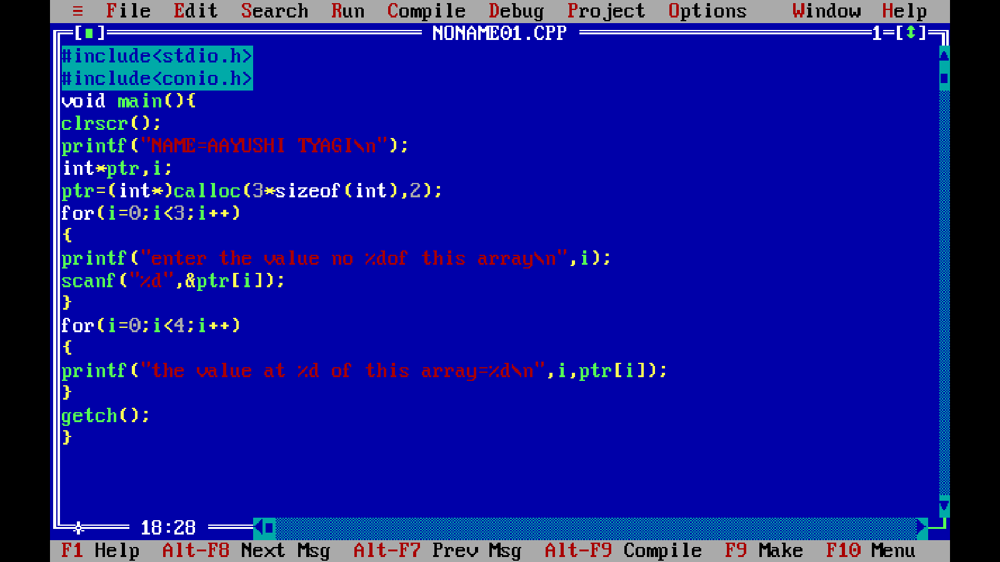 ≡ File Edit Search Run Compile Debug Project Options Window Help
[■] NONAME01.CPP 1=[↕]
#include<stdio.h>
#include<conio.h>
void main(){
clrscr();
printf("NAME=AAYUSHI TYAGI\n");
int*ptr,i;
ptr=(int*)calloc(3*sizeof(int),2);
for(i=0;i<3;i++)
{
printf("enter the value no %dof this array\n",i);
scanf("%d",&ptr[i]);
}
for(i=0;i<4;i++)
{
printf("the value at %d of this array=%d\n",i,ptr[i]);
}
getch();
}
18:28
F1 Help Alt-F8 Next Msg Alt-F7 Prev Msg Alt-F9 Compile F9 Make F10 Menu